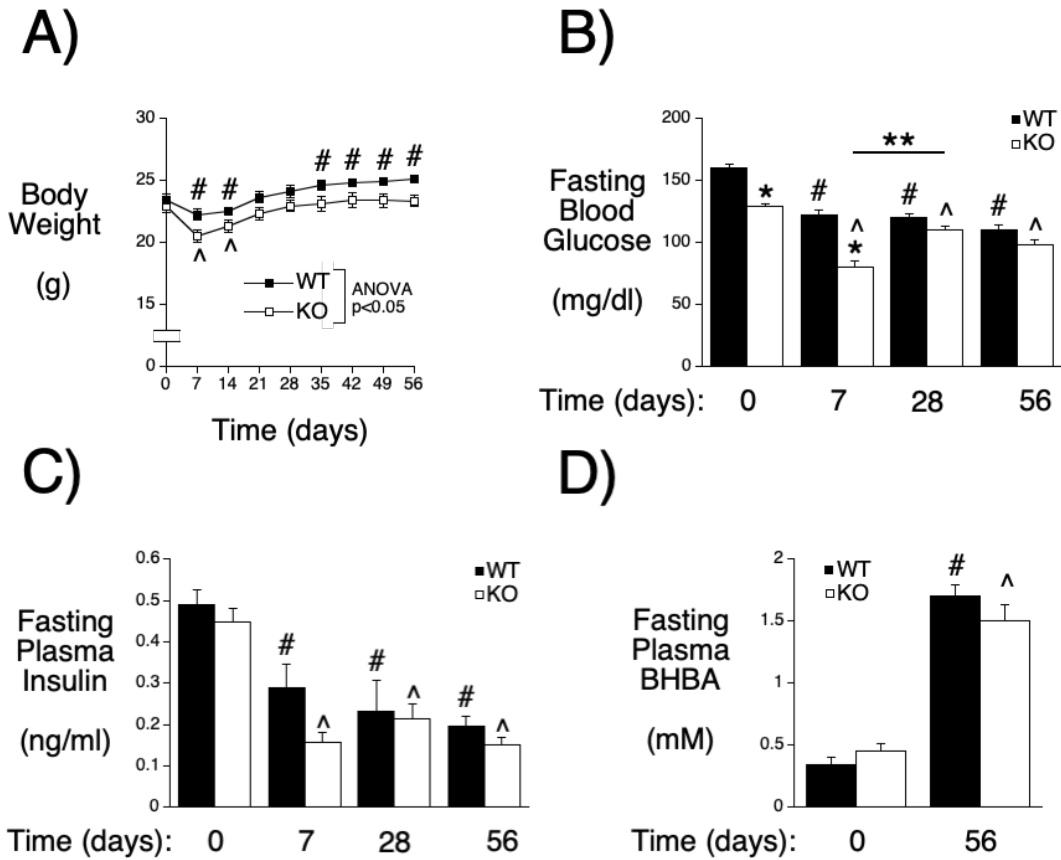 A)
30
25
20
15
0
Body
Weight
(g)
# # # # # #
^ ^
WT
KO
ANOVA
p<0.05
0 7 14 21 28 35 42 49 56
Time (days)
B)
200
150
100
50
0
Fasting
Blood
Glucose
(mg/dl)
WT
KO
**
* # ^ * # ^ # ^
Time (days): 0 7 28 56
C)
0.6
0.5
0.4
0.3
0.2
0.1
0
Fasting
Plasma
Insulin
(ng/ml)
WT
KO
# ^ # ^ # ^
Time (days): 0 7 28 56
D)
2
1.5
1
0.5
0
Fasting
Plasma
BHBA
(mM)
WT
KO
# ^
Time (days): 0 56